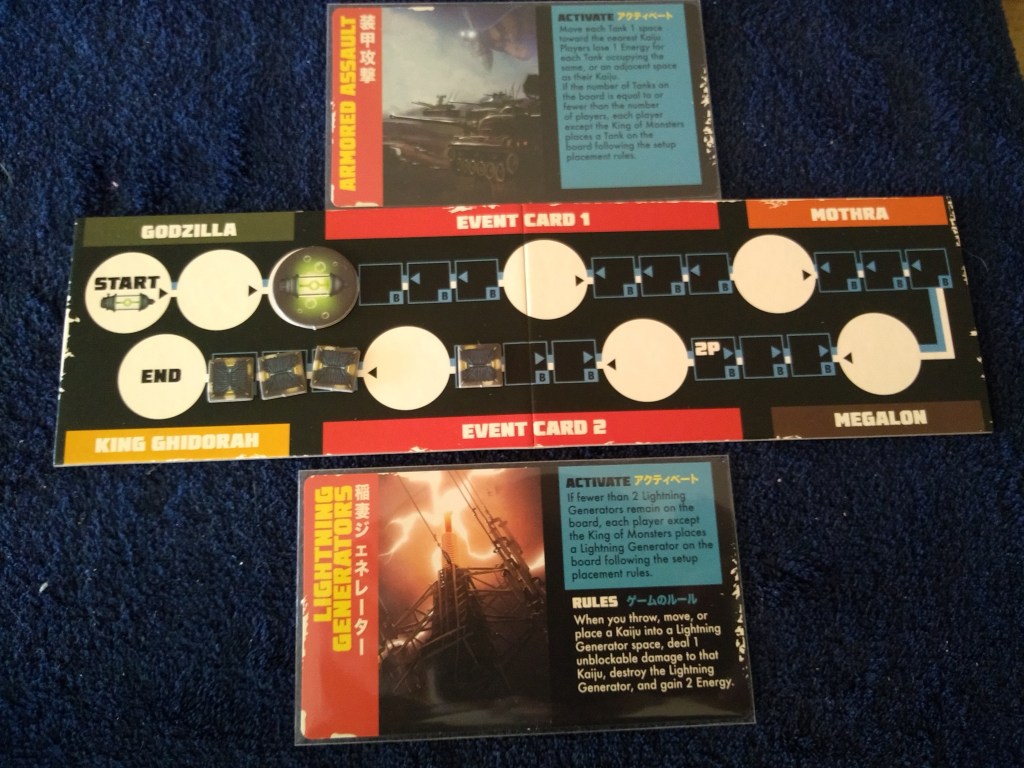 ARMORED ASSAULT
装甲攻撃
ACTIVATE アクティベート
Move each Tank 1 space
toward the nearest Kaiju.
Players lose 1 Energy for
each Tank occupying the
same, or an adjacent space
as their Kaiju.
If the number of Tanks on
the board is equal to or
fewer than the number
of players, each player
except the King of Monsters
places a Tank on the
board following the setup
placement rules.
GODZILLA
EVENT CARD 1
MOTHRA
START
B B B B B B B B B
END
B B 2P B B B
KING GHIDORAH
EVENT CARD 2
MEGALON
LIGHTNING
GENERATORS
稲妻ジェネレーター
ACTIVATE アクティベート
If fewer than 2 Lightning
Generators remain on the
board, each player except
the King of Monsters places
a Lightning Generator on the
board following the setup
placement rules.
RULES ゲームのルール
When you throw, move, or
place a Kaiju into a Lightning
Generator space, deal 1
unblockable damage to that
Kaiju, destroy the Lightning
Generator, and gain 2 Energy.